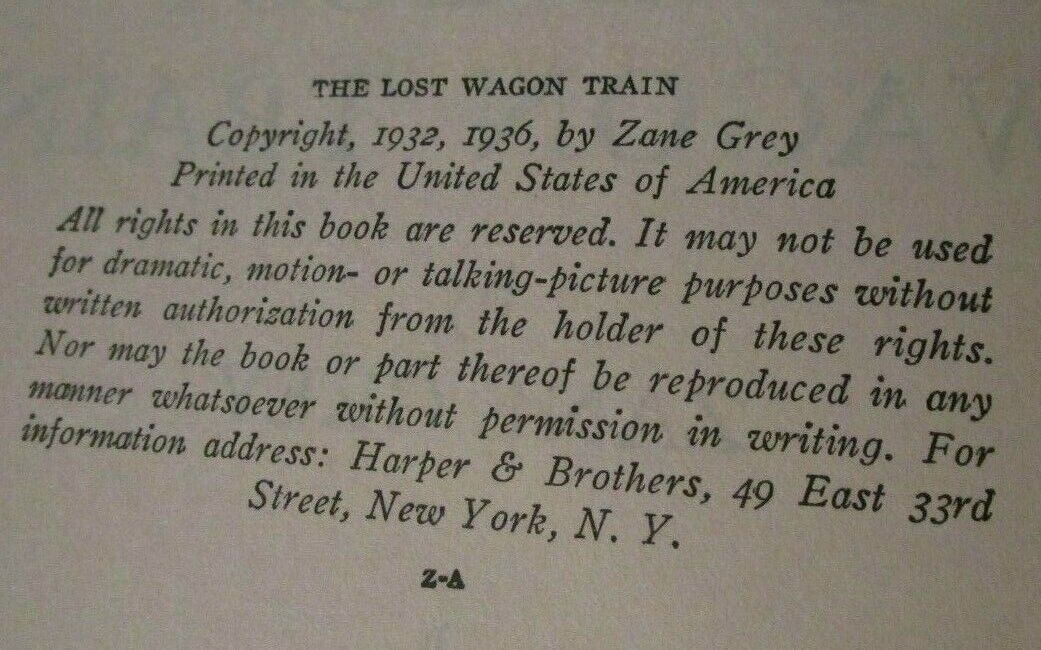 THE LOST WAGON TRAIN
Copyright, 1932, 1936, by Zane Grey
Printed in the United States of America
All rights in this book are reserved. It may not be used
for dramatic, motion- or talking-picture purposes without
written authorization from the holder of these rights.
Nor may the book or part thereof be reproduced in any
manner whatsoever without permission in writing. For
information address: Harper & Brothers, 49 East 33rd
Street, New York, N. Y.
Z-A